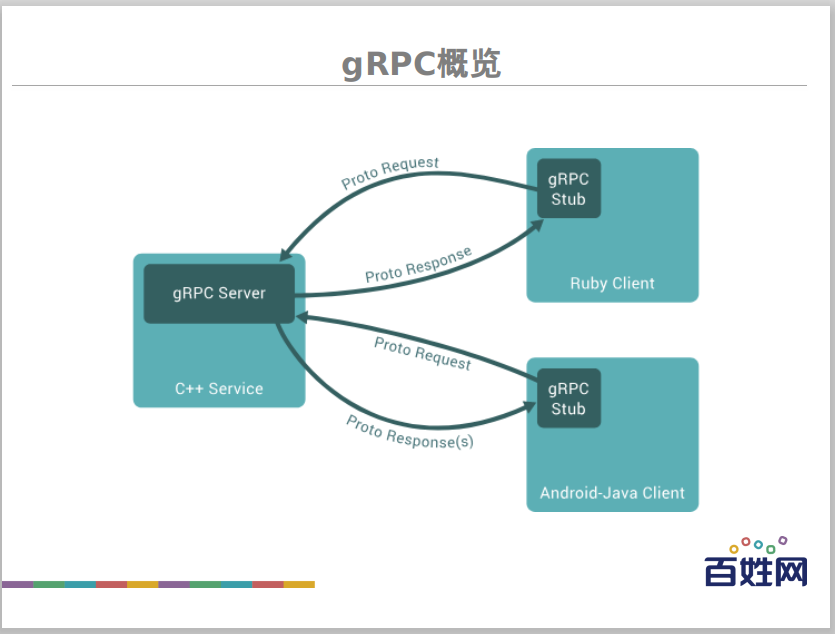 gRPC概览
Proto Request
gRPC
Stub
Proto Response
Ruby Client
gRPC Server
C++ Service
Proto Request
gRPC
Stub
Proto Response(s)
Android-Java Client
百姓网